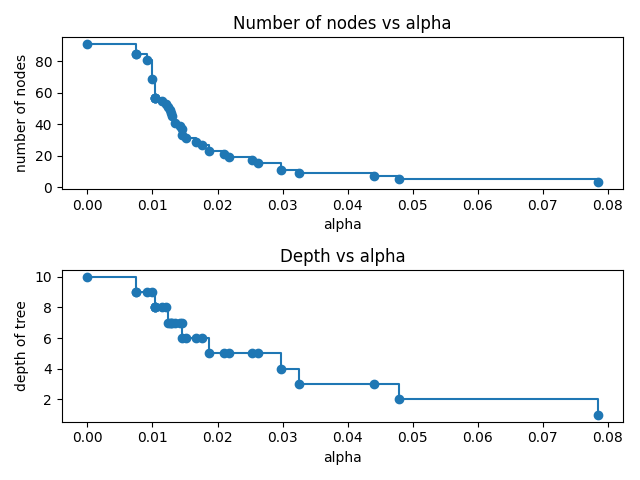 Number of nodes vs alpha
number of nodes
80
60
40
20
0
0.00 0.01 0.02 0.03 0.04 0.05 0.06 0.07 0.08
alpha
Depth vs alpha
depth of tree
10
8
6
4
2
0.00 0.01 0.02 0.03 0.04 0.05 0.06 0.07 0.08
alpha